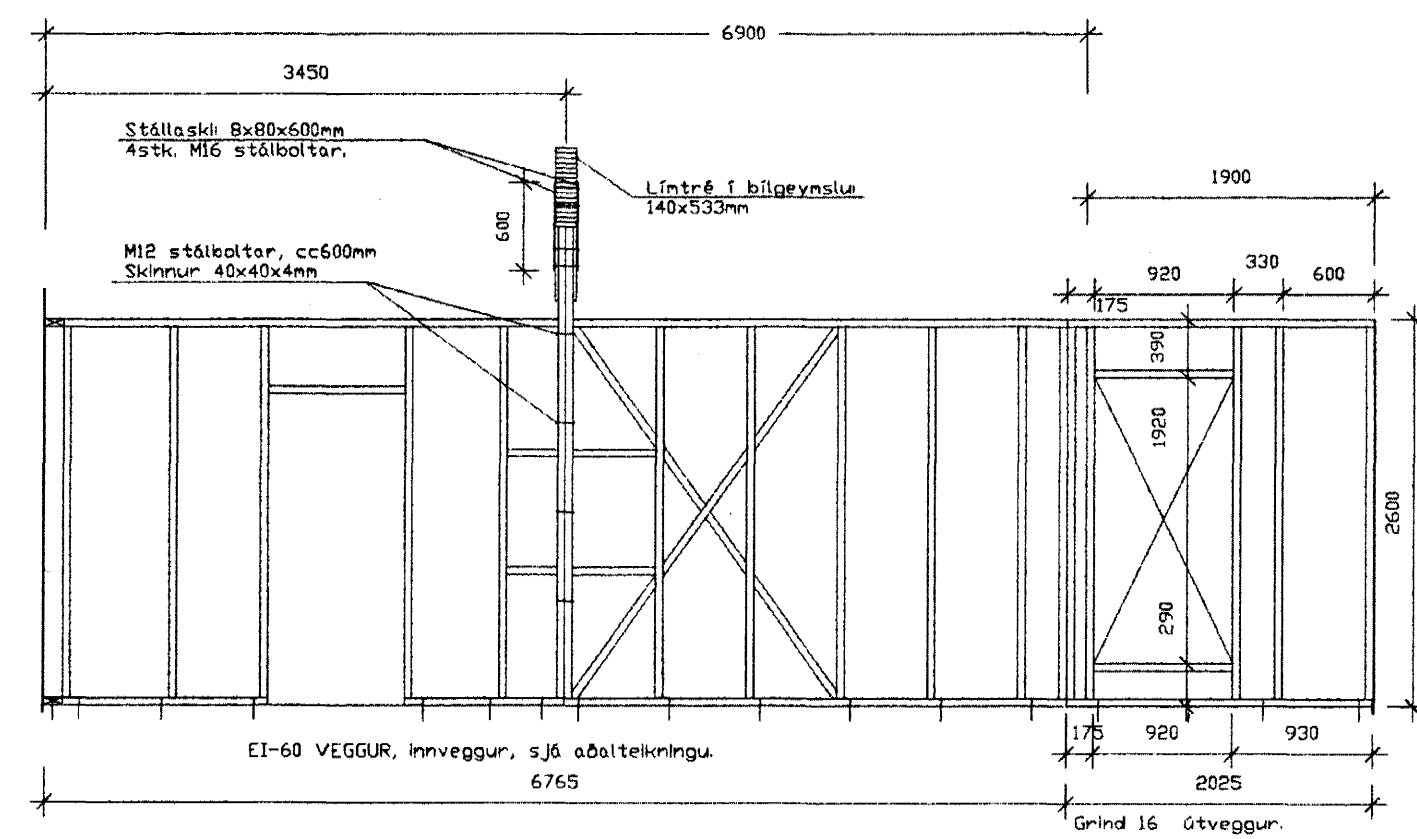 6900
3450
Stállaski: 8x80x600mm
4stk. M16 stálboltar.
Límtré í bílgeymslu:
140x533mm
1900
600
M12 stálboltar, cc600mm
Skinnur 40x40x4mm
920
330
600
175
390
1920
2600
290
175
920
930
EI-60 VEGGUR, innveggur, sjá aðalteikningu.
6765
2025
Grind 16 útveggur.